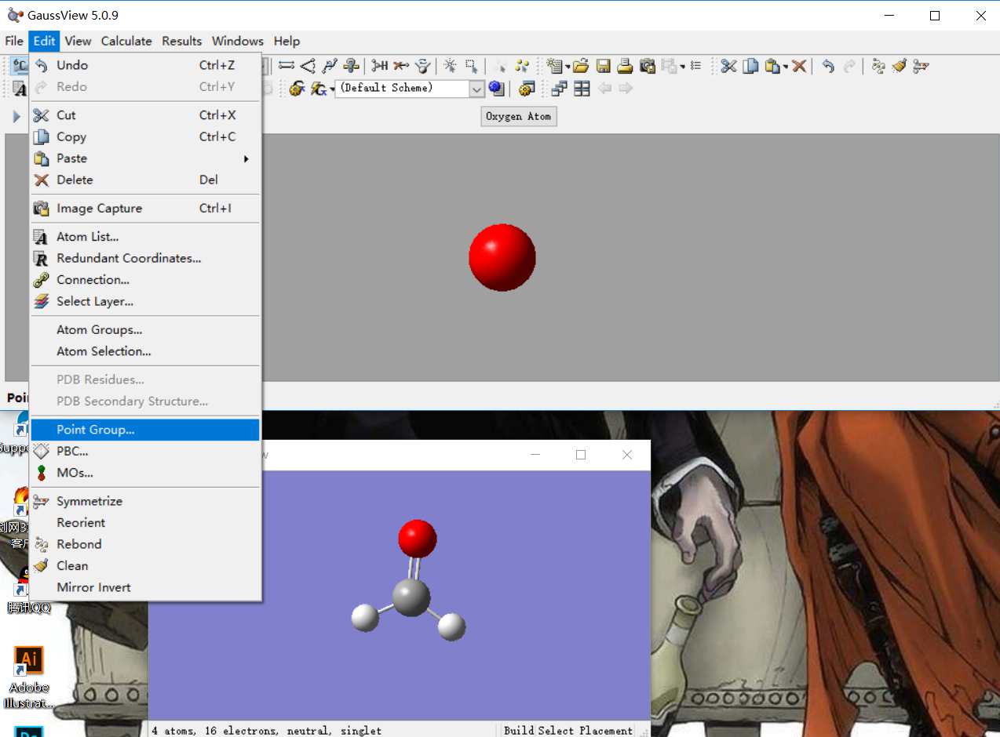 GaussView 5.0.9
File Edit View Calculate Results Windows Help
Undo Ctrl+Z
Redo Ctrl+Y
(Default Scheme)
Cut Ctrl+X
Oxygen Atom
Copy Ctrl+C
Paste
Delete Del
Image Capture Ctrl+I
Atom List...
Redundant Coordinates...
Connection...
Select Layer...
Atom Groups...
Atom Selection...
PDB Residues...
PDB Secondary Structure...
Poi
Point Group...
Suppo
PBC...
MOs...
Symmetrize
Reorient
剑网3
客户
Rebond
Clean
Mirror Invert
腾讯QQ
Ai
Adobe
Illustrat...
4 atoms, 16 electrons, neutral, singlet
Build Select Placement